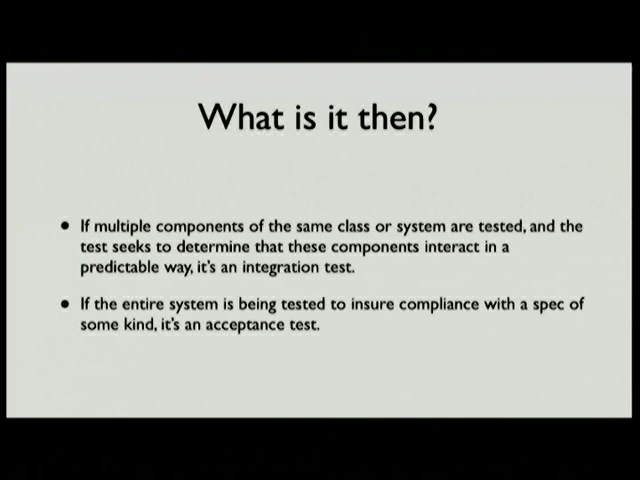 What is it then?
• If multiple components of the same class or system are tested, and the
test seeks to determine that these components interact in a
predictable way, it's an integration test.
• If the entire system is being tested to insure compliance with a spec of
some kind, it's an acceptance test.